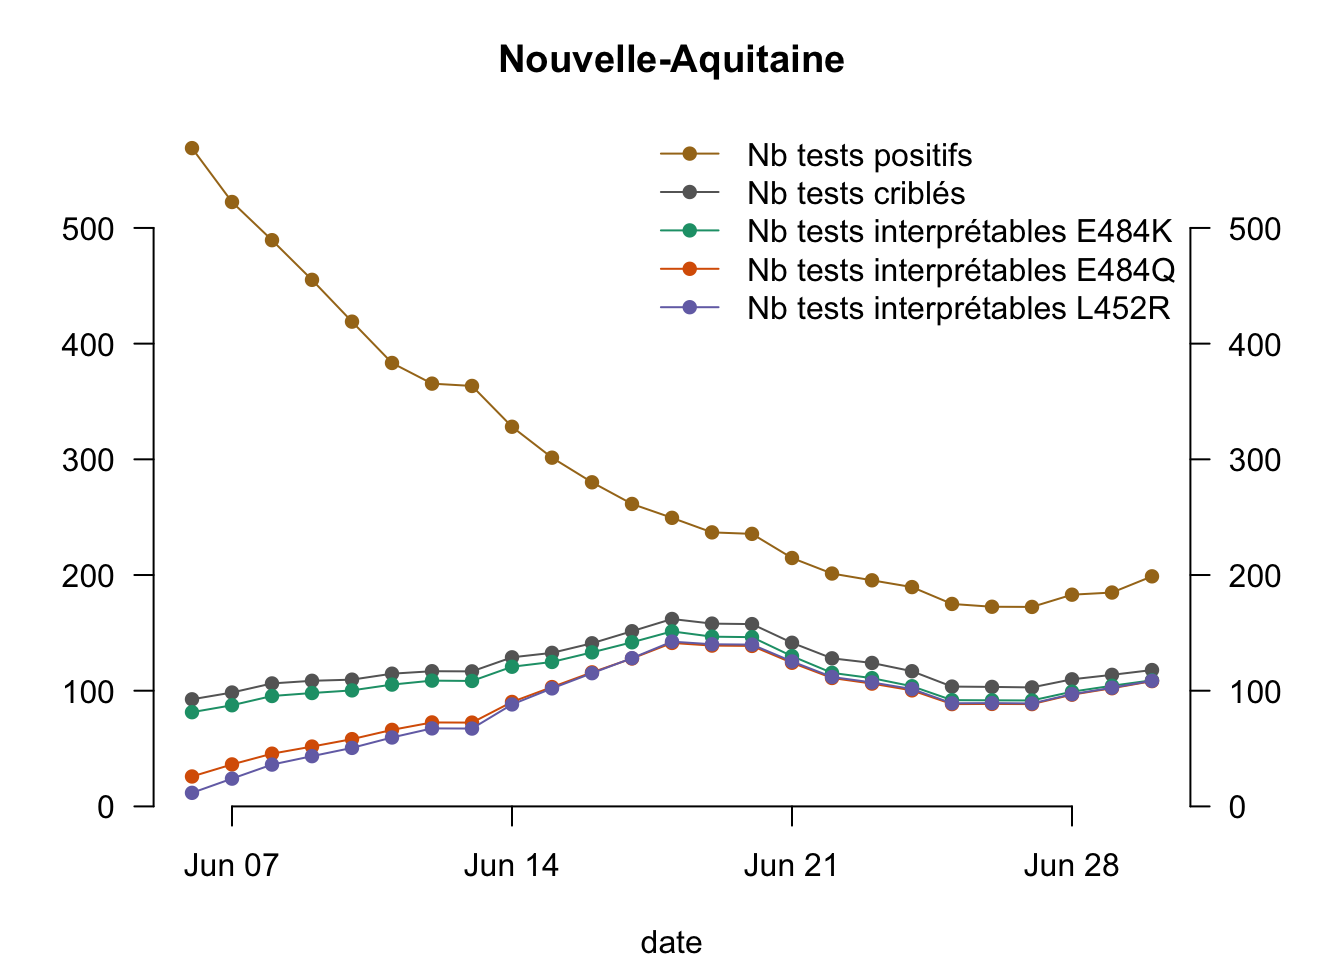 Nouvelle-Aquitaine
Nb tests positifs
Nb tests criblés
Nb tests interprétables E484K
Nb tests interprétables E484Q
Nb tests interprétables L452R
500 500
400 400
300 300
200 200
100 100
0 0
Jun 07 Jun 14 Jun 21 Jun 28
date